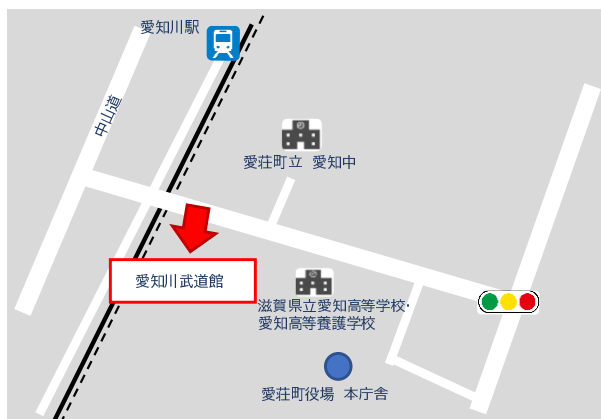 愛知川駅
中山道
愛荘町立　愛知中
愛知川武道館
滋賀県立愛知高等学校・
愛知高等養護学校
愛荘町役場　本庁舎